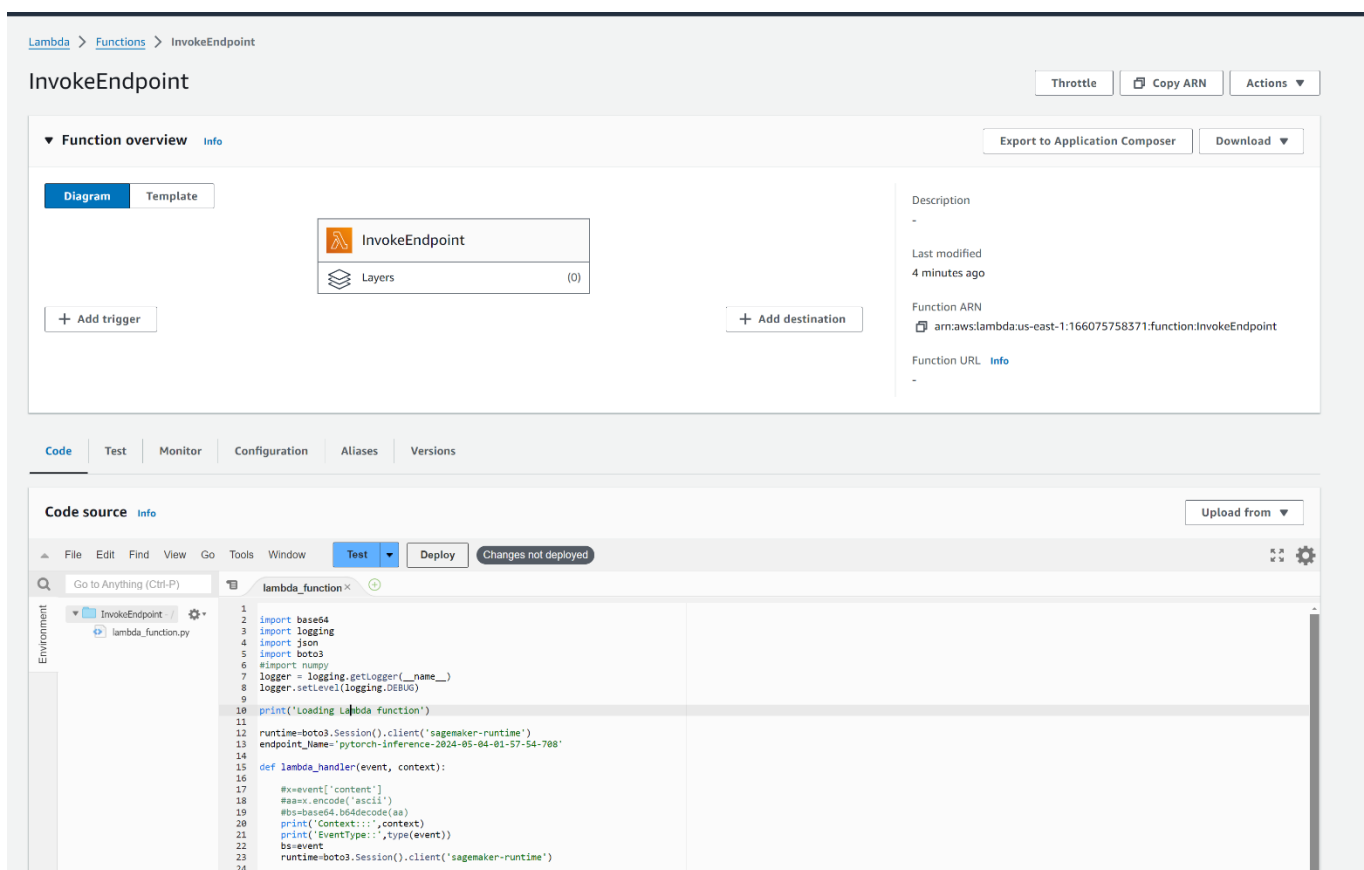 Lambda > Functions > InvokeEndpoint
InvokeEndpoint
Throttle Copy ARN Actions ▼
▼ Function overview Info
Export to Application Composer Download ▼
Diagram Template
InvokeEndpoint
Layers (0)
+ Add trigger
+ Add destination
Description
-
Last modified
4 minutes ago
Function ARN
arn:aws:lambda:us-east-1:166075758371:function:InvokeEndpoint
Function URL Info
-
Code Test Monitor Configuration Aliases Versions
Code source Info
Upload from ▼
File Edit Find View Go Tools Window Test Deploy Changes not deployed
Go to Anything (Ctrl-P)
lambda_function ×
Environment
InvokeEndpoint - /
lambda_function.py
1
2 import base64
3 import logging
4 import json
5 import boto3
6 #import numpy
7 logger = logging.getLogger(__name__)
8 logger.setLevel(logging.DEBUG)
9
10 print('Loading Lambda function')
11
12 runtime=boto3.Session().client('sagemaker-runtime')
13 endpoint_Name='pytorch-inference-2024-05-04-01-57-54-708'
14
15 def lambda_handler(event, context):
16
17 #x=event['content']
18 #aa=x.encode('ascii')
19 #bs=base64.b64decode(aa)
20 print('Context:::',context)
21 print('EventType::',type(event))
22 bs=event
23 runtime=boto3.Session().client('sagemaker-runtime')
24